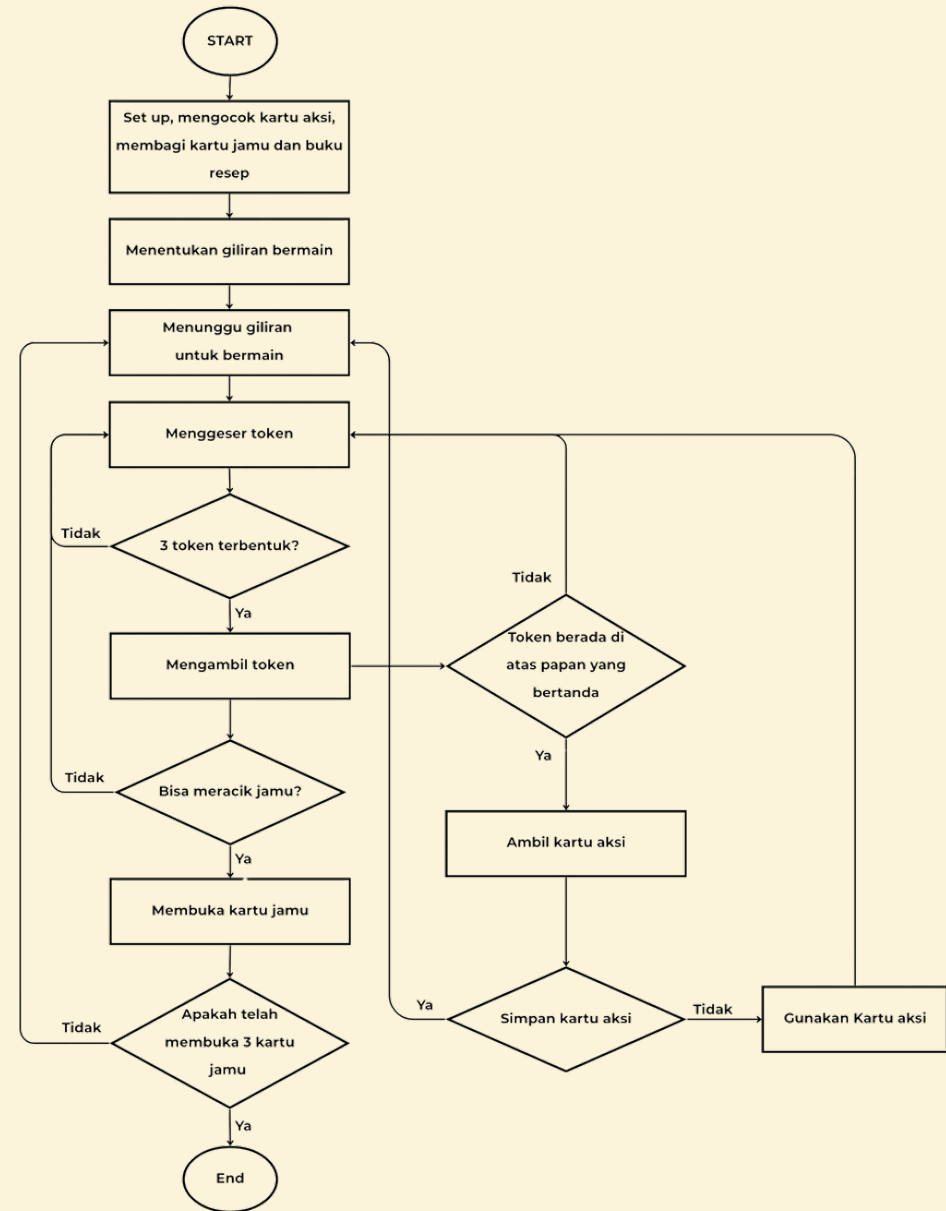 START
Set up, mengocok kartu aksi,
membagi kartu jamu dan buku
resep
Menentukan giliran bermain
Menunggu giliran
untuk bermain
Menggeser token
Tidak
3 token terbentuk?
Ya
Mengambil token
Tidak
Token berada di
atas papan yang
bertanda
Ya
Tidak
Bisa meracik jamu?
Ya
Ambil kartu aksi
Membuka kartu jamu
Tidak
Apakah telah
membuka 3 kartu
jamu
Ya
Ya
Simpan kartu aksi
Tidak
Gunakan Kartu aksi
End